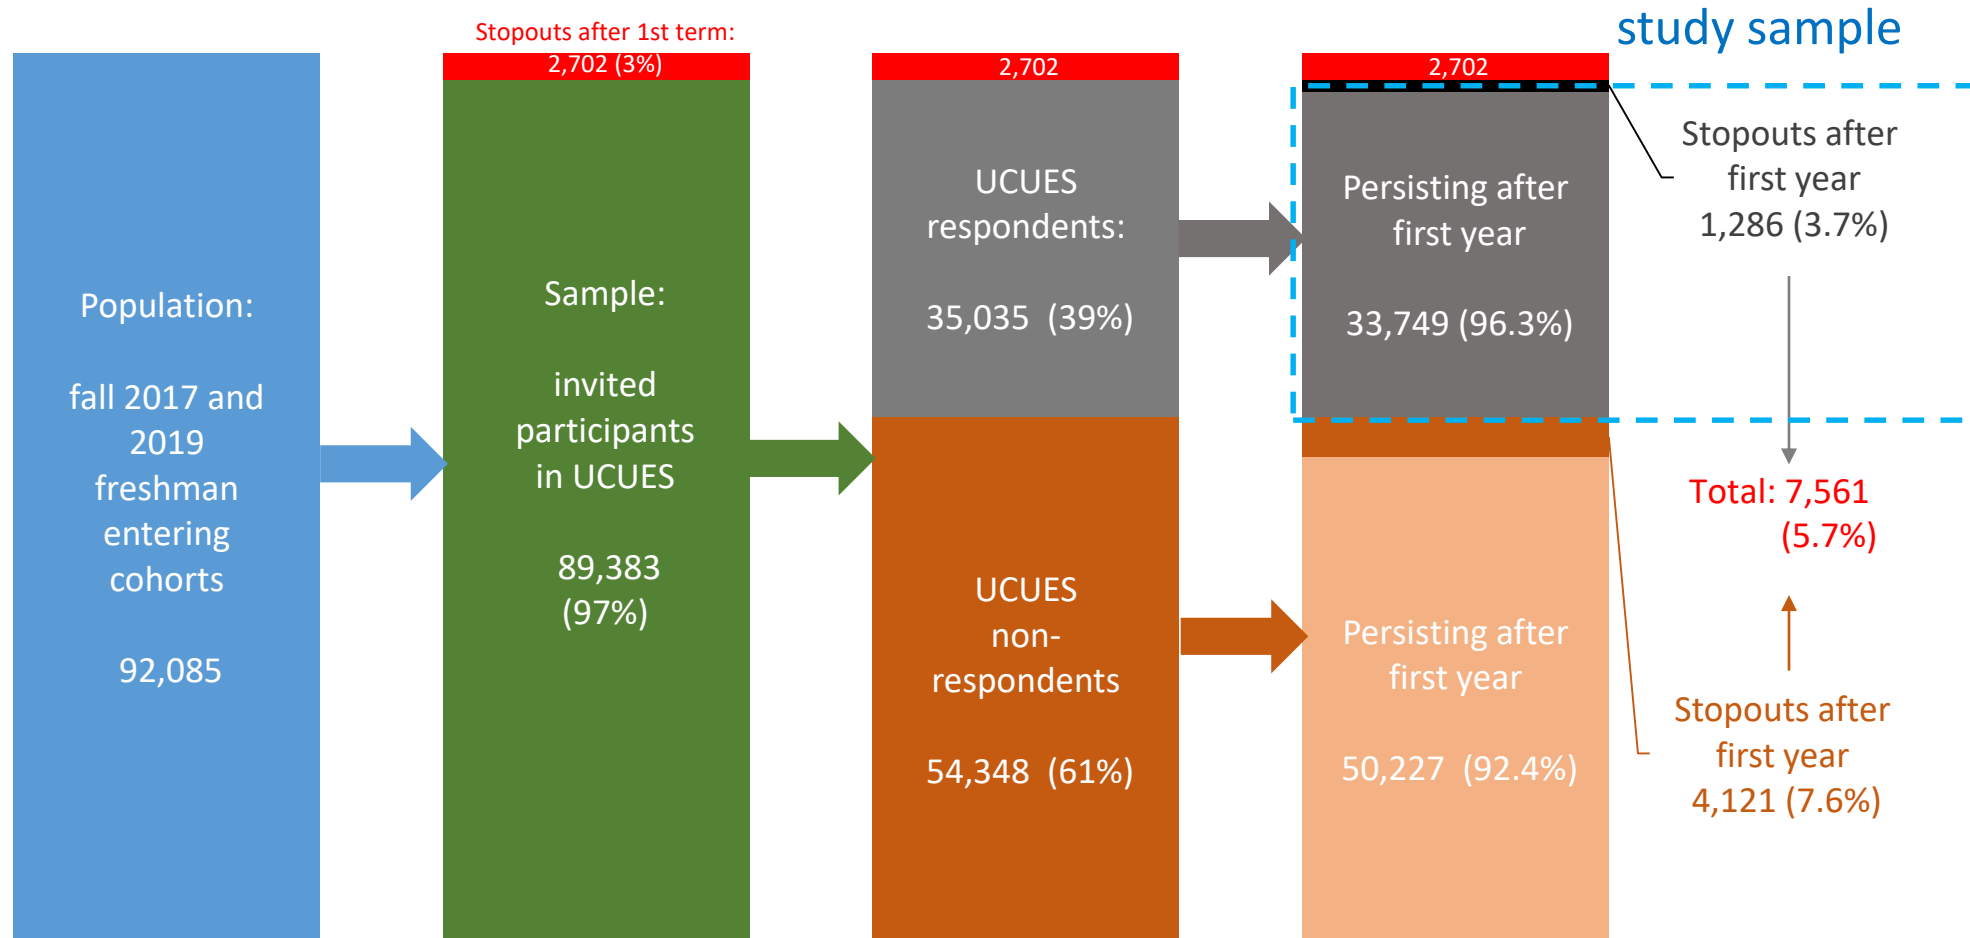 Stopouts after 1st term:
2,702 (3%)
2,702
2,702
study sample
Population:
fall 2017 and
2019
freshman
entering
cohorts
92,085
Sample:
invited
participants
in UCUES
89,383
(97%)
UCUES
respondents:
35,035 (39%)
UCUES
non-
respondents
54,348 (61%)
Persisting after
first year
33,749 (96.3%)
Persisting after
first year
50,227 (92.4%)
Stopouts after
first year
1,286 (3.7%)
Total: 7,561
(5.7%)
Stopouts after
first year
4,121 (7.6%)